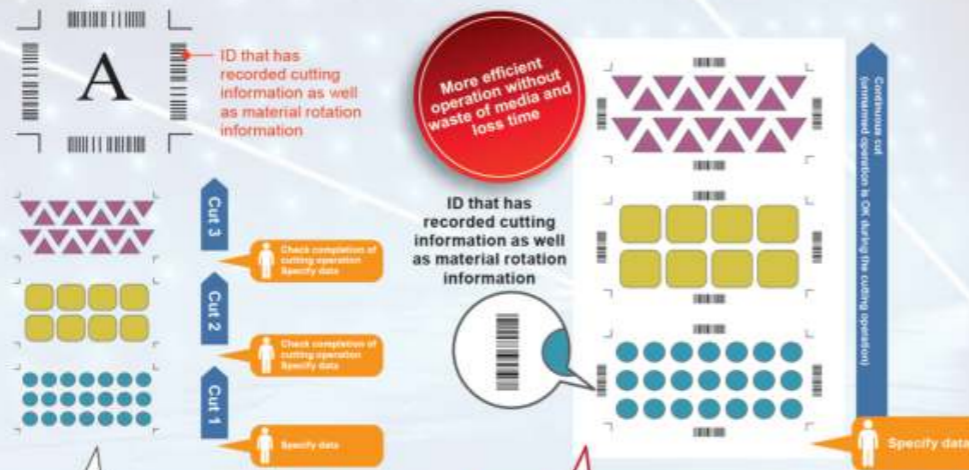 A
ID that has
recorded cutting
information as well
as material rotation
information
More efficient
operation without
waste of media and
loss time
ID that has
recorded cutting
information as well
as material rotation
information
Cut 3
Check completion of
cutting operation
Specify data
Cut 2
Check completion of
cutting operation
Specify data
Cut 1
Specify data
Continuous cut
(unmanned operation is OK during the cutting operation)
Specify data